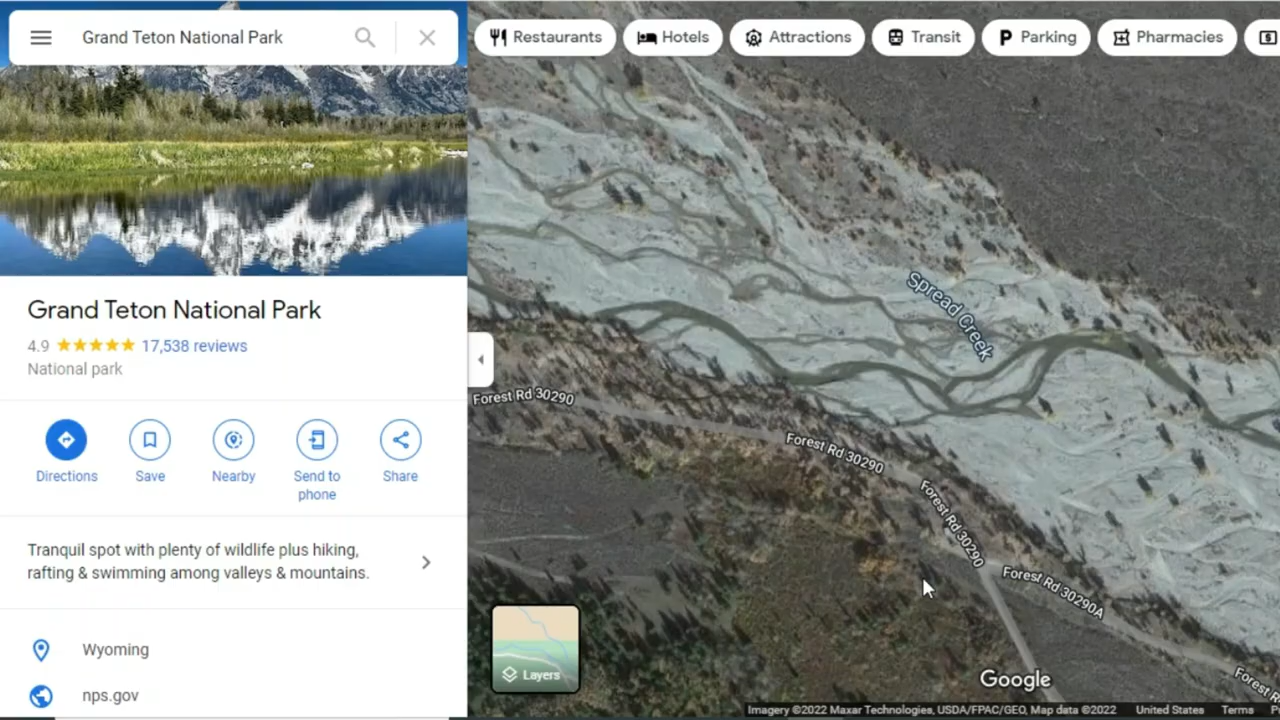 Grand Teton National Park
Restaurants
Hotels
Attractions
Transit
Parking
Pharmacies
Grand Teton National Park
4.9 17,538 reviews
National park
Directions
Save
Nearby
Send to
phone
Share
Tranquil spot with plenty of wildlife plus hiking,
rafting & swimming among valleys & mountains.
Wyoming
nps.gov
Spread Creek
Forest Rd 30290
Forest Rd 30290
Forest Rd 30290
Forest Rd 30290A
Forest R
Layers
Google
Imagery ©2022 Maxar Technologies, USDA/FPAC/GEO, Map data ©2022 United States Terms P